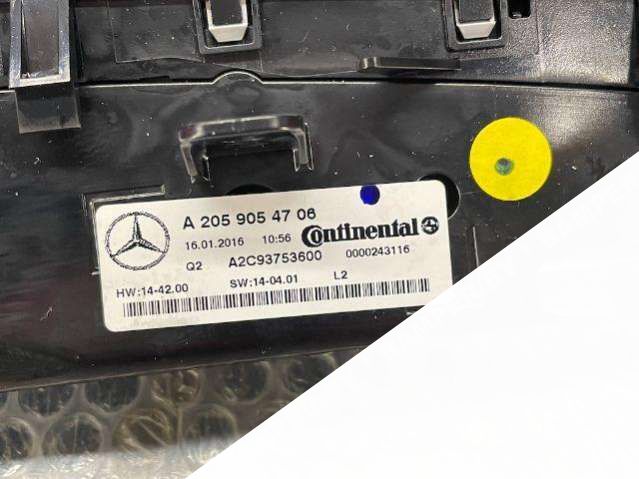 A 205 905 47 06
16.01.2016 10:56 Continental
Q2 A2C93753600 0000243116
HW:14-42.00 SW:14-04.01 L2